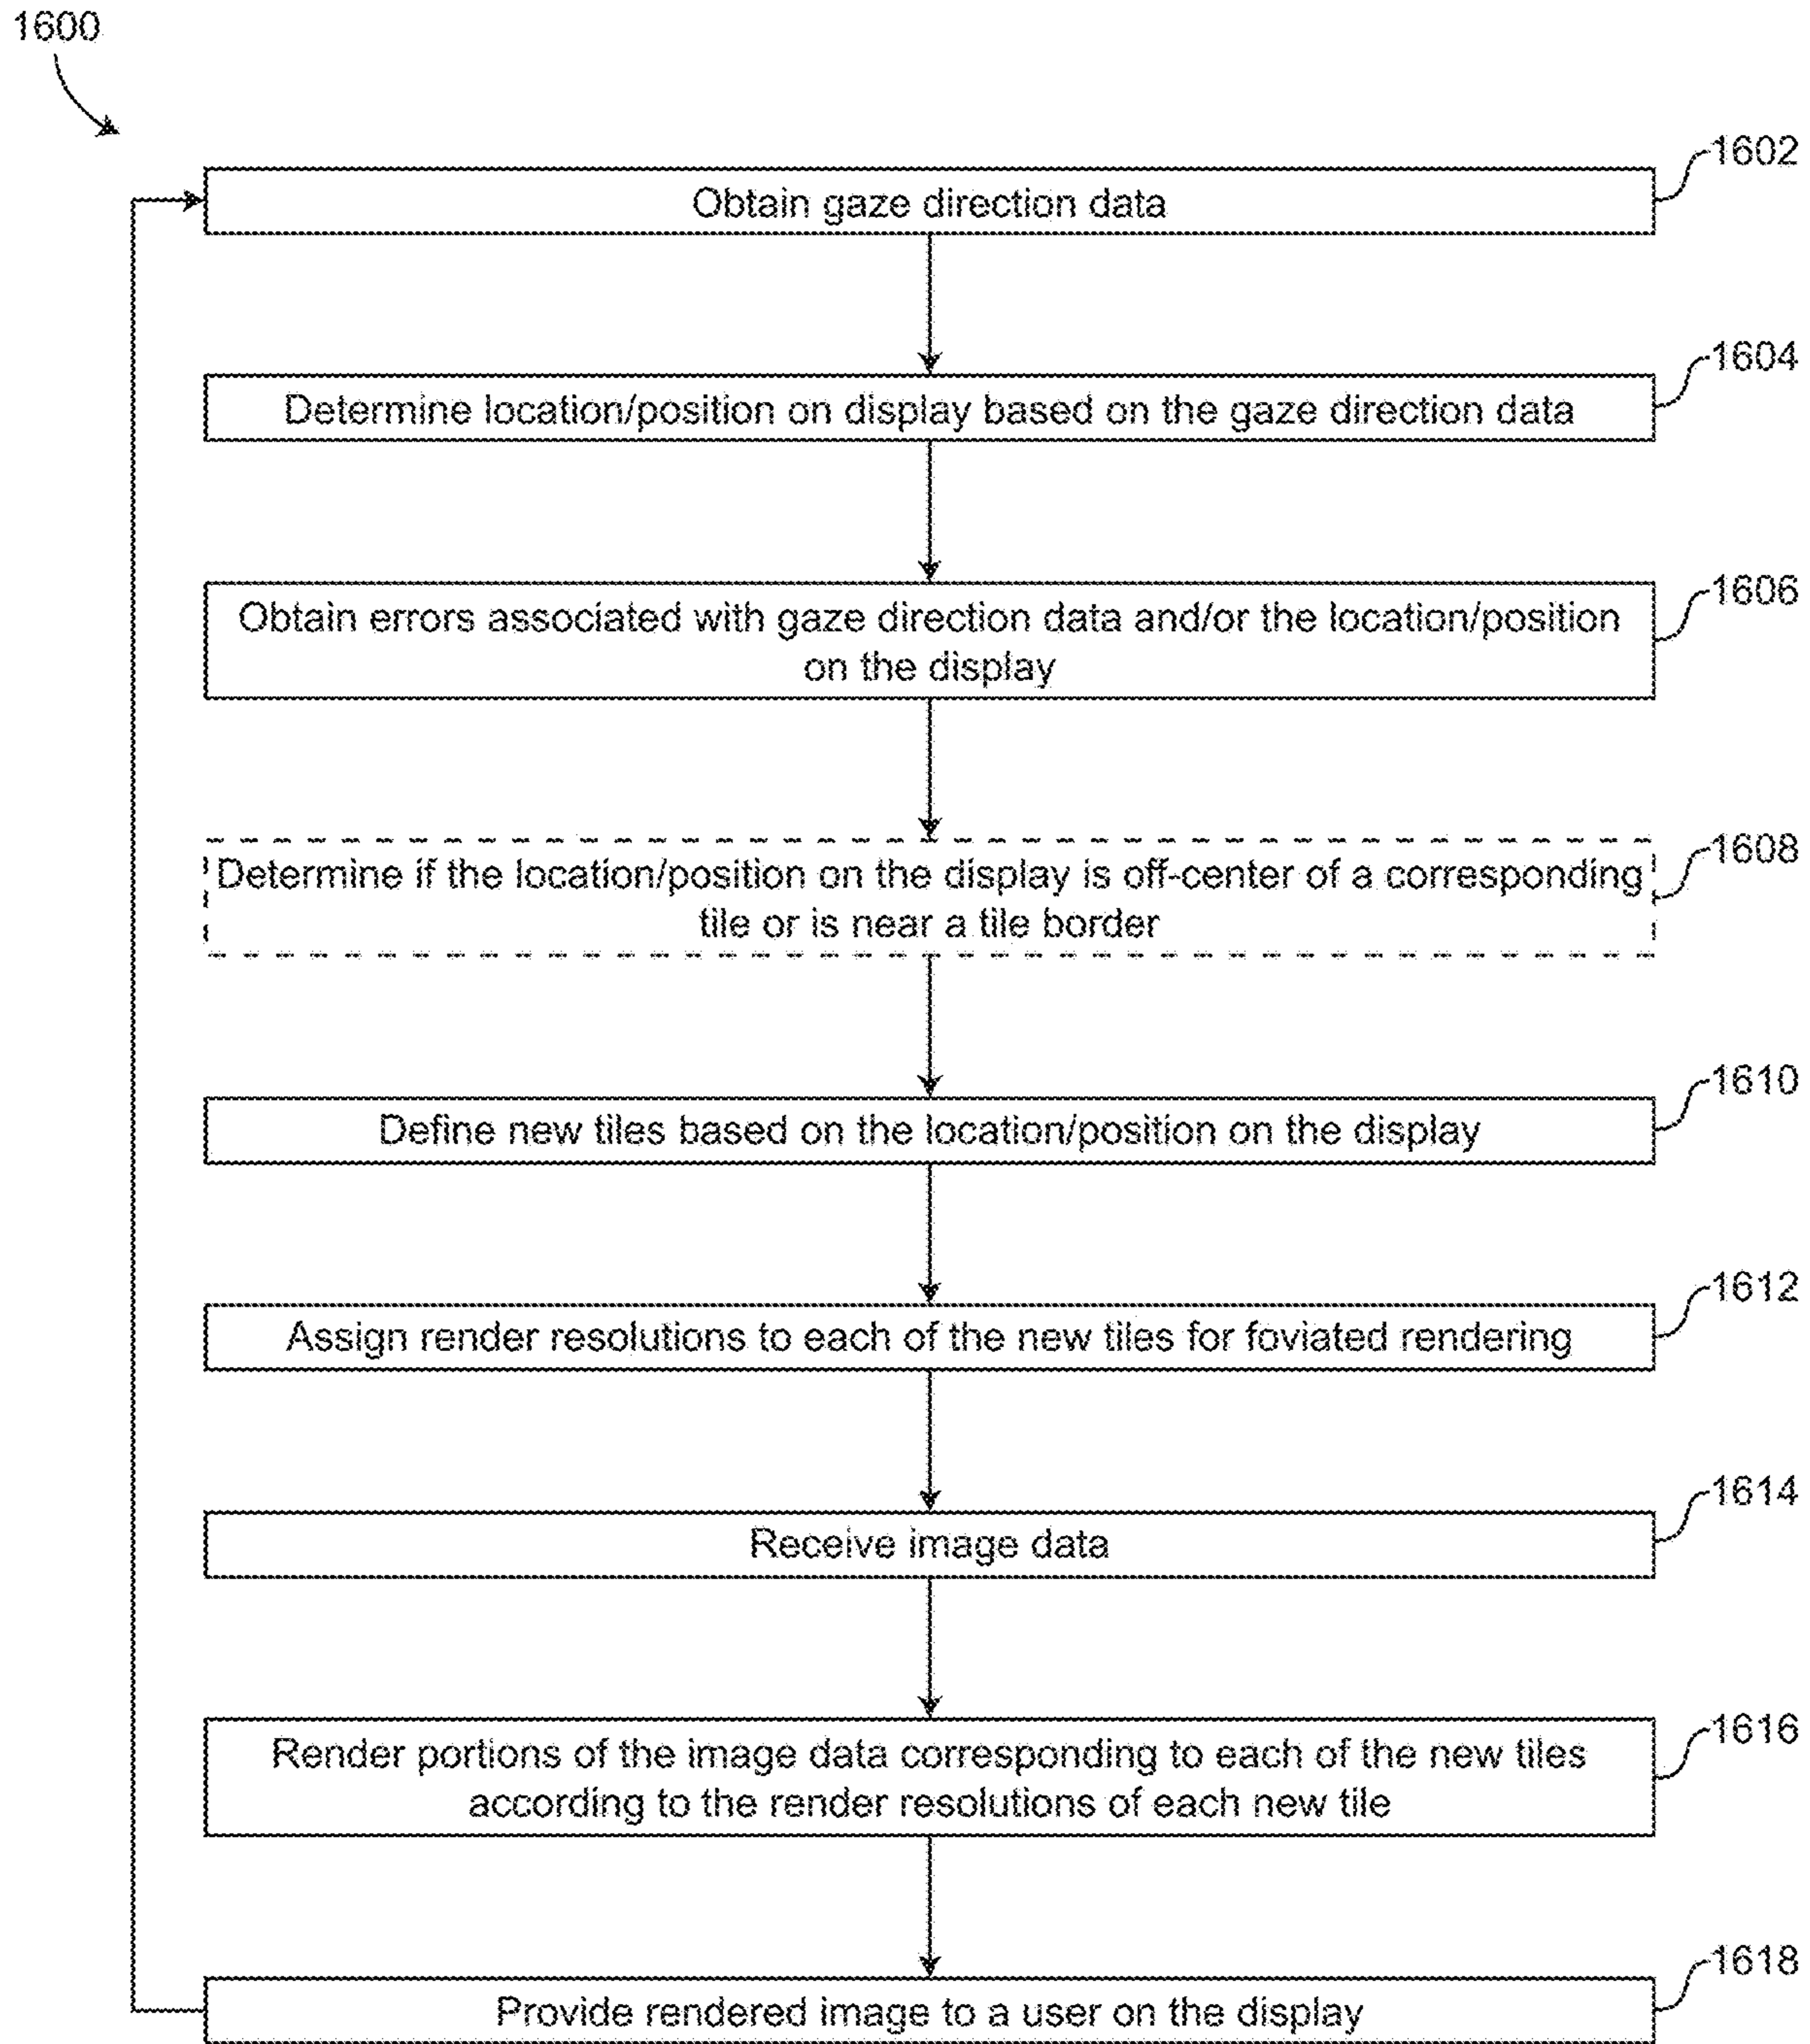 1600
1602
Obtain gaze direction data
1604
Determine location/position on display based on the gaze direction data
1606
Obtain errors associated with gaze direction data and/or the location/position
on the display
1608
Determine if the location/position on the display is off-center of a corresponding
tile or is near a tile border
1610
Define new tiles based on the location/position on the display
1612
Assign render resolutions to each of the new tiles for foviated rendering
1614
Receive image data
1616
Render portions of the image data corresponding to each of the new tiles
according to the render resolutions of each new tile
1618
Provide rendered image to a user on the display